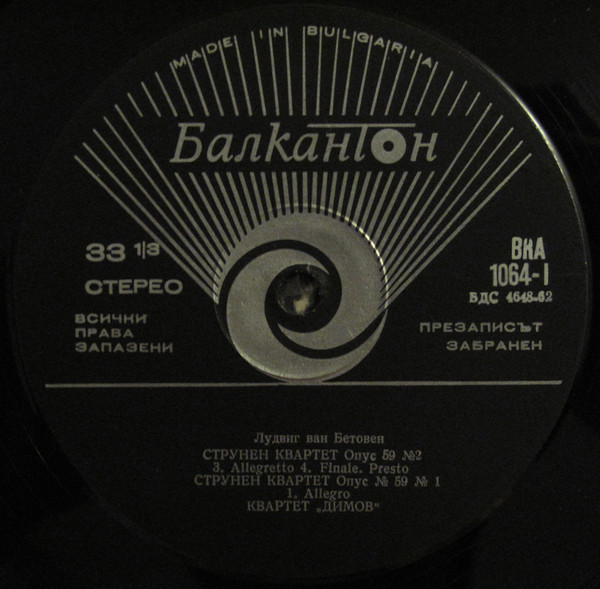 MADE IN BULGARIA
Балкантон
33 1/3
СТЕРЕО
ВСИЧКИ
ПРАВА
ЗАПАЗЕНИ
ВКА
1064-I
БДС 4648-62
ПРЕЗАПИСЪТ
ЗАБРАНЕН
Лудвиг ван Бетовен
СТРУНЕН КВАРТЕТ Опус 59 №2
3. Allegretto 4. Finale. Presto
СТРУНЕН КВАРТЕТ Опус № 59 № 1
1. Allegro
КВАРТЕТ „ДИМОВ"